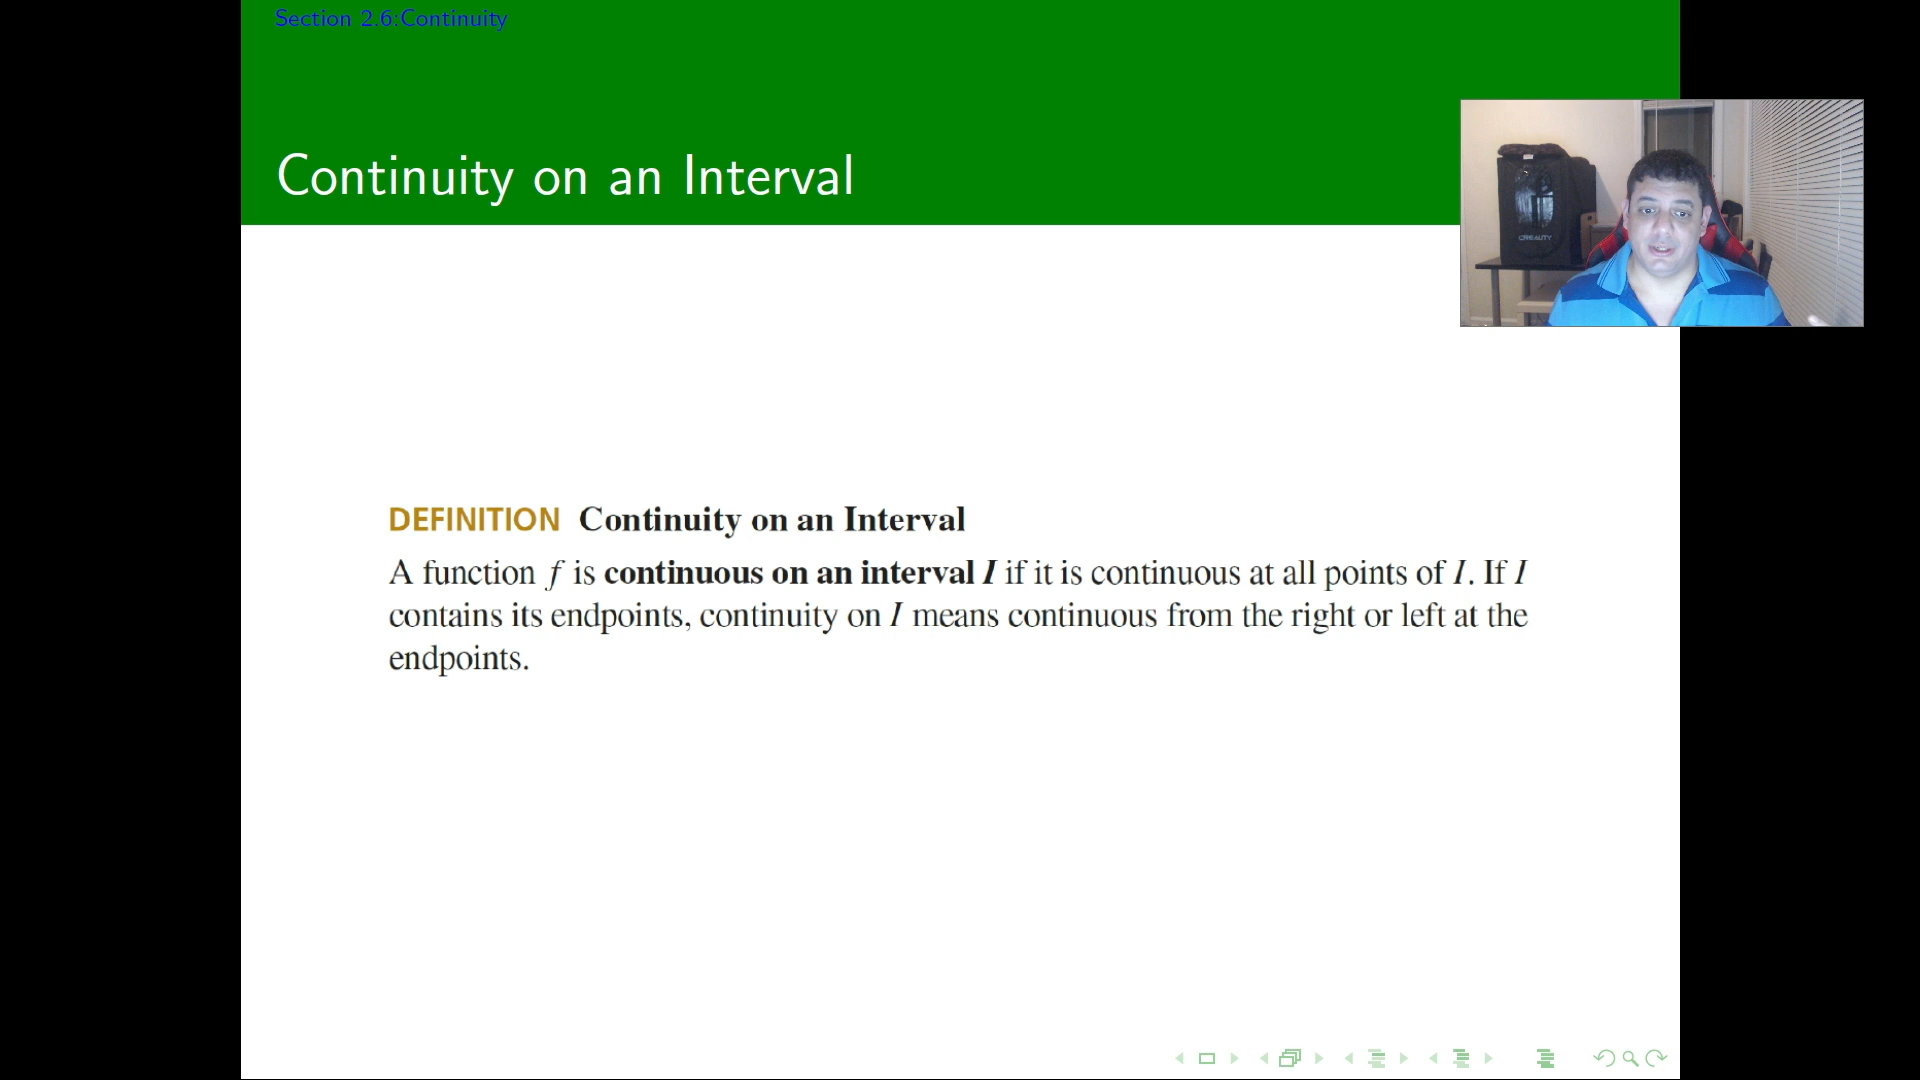 Section 2.6:Continuity
Continuity on an Interval
CREALITY
DEFINITION Continuity on an Interval
A function f is continuous on an interval I if it is continuous at all points of I. If I
contains its endpoints, continuity on I means continuous from the right or left at the
endpoints.